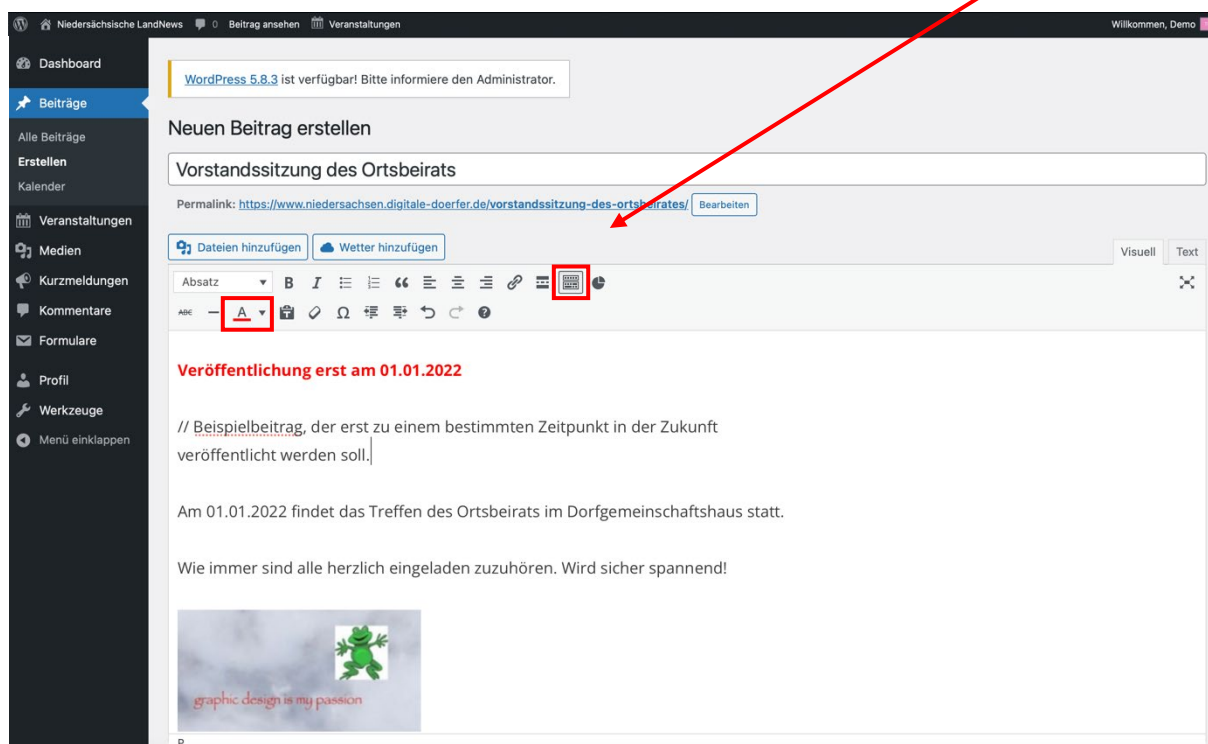 Niedersächsische LandNews 0 Beitrag ansehen Veranstaltungen Willkommen, Demo
Dashboard
WordPress 5.8.3 ist verfügbar! Bitte informiere den Administrator.
Beiträge
Alle Beiträge
Erstellen
Kalender
Veranstaltungen
Medien
Kurzmeldungen
Kommentare
Formulare
Profil
Werkzeuge
Menü einklappen
Neuen Beitrag erstellen
Vorstandssitzung des Ortsbeirats
Permalink: https://www.niedersachsen.digitale-doerfer.de/vorstandssitzung-des-ortsbeirates/ Bearbeiten
Dateien hinzufügen Wetter hinzufügen Visuell Text
Absatz B I
ABC A T Ω
Veröffentlichung erst am 01.01.2022
// Beispielbeitrag, der erst zu einem bestimmten Zeitpunkt in der Zukunft
veröffentlicht werden soll.
Am 01.01.2022 findet das Treffen des Ortsbeirats im Dorfgemeinschaftshaus statt.
Wie immer sind alle herzlich eingeladen zuzuhören. Wird sicher spannend!
graphic design is my passion
P